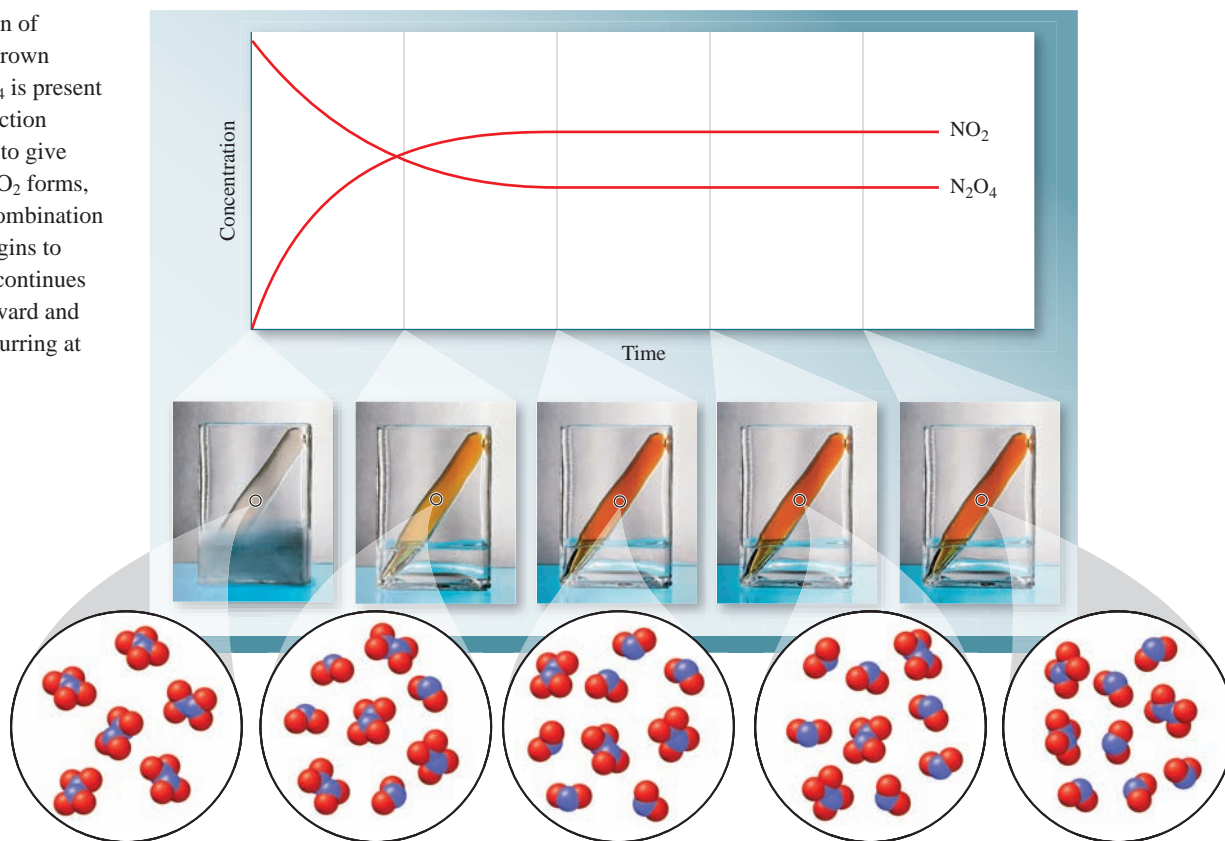 n of
rown
4 is present
ction
to give
O2 forms,
ombination
gins to
continues
ward and
urring at
Concentration
NO2
N2O4
Time